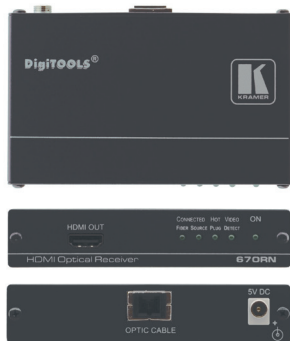 DigiTOOLS®
K
KRAMER
HDMI OUT
CONNECTED HOT VIDEO ON
FIBER SOURCE PLUG DETECT
HDMI Optical Receiver 670RN
5V DC
OPTIC CABLE